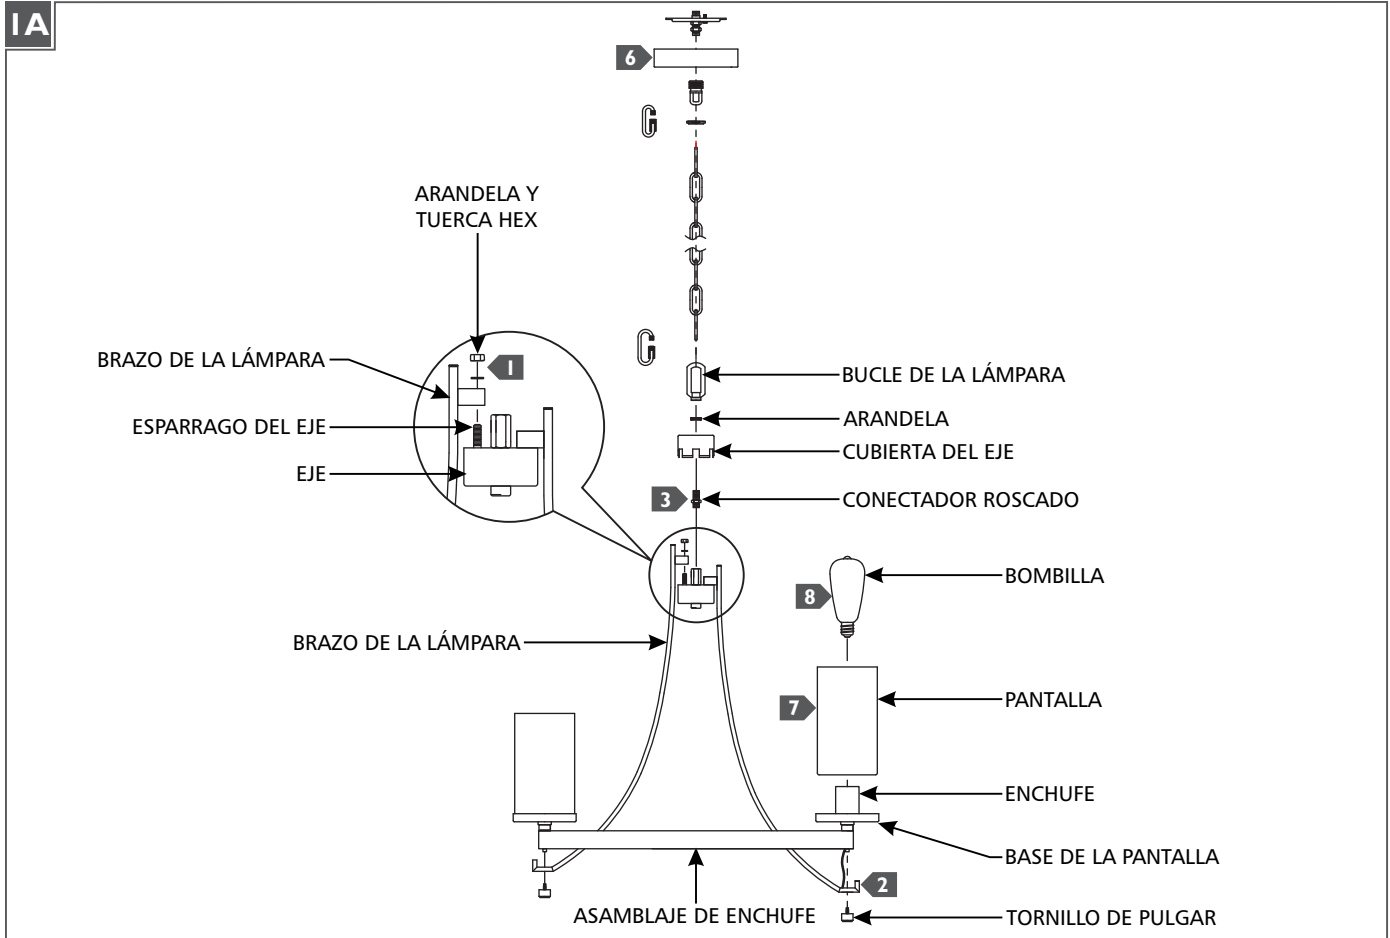 1A
6
ARANDELA Y
TUERCA HEX
BRAZO DE LA LÁMPARA
1
BUCLE DE LA LÁMPARA
ESPARRAGO DEL EJE
ARANDELA
EJE
CUBIERTA DEL EJE
3
CONECTADOR ROSCADO
BOMBILLA
8
BRAZO DE LA LÁMPARA
7
PANTALLA
ENCHUFE
BASE DE LA PANTALLA
2
ASAMBLAJE DE ENCHUFE
TORNILLO DE PULGAR